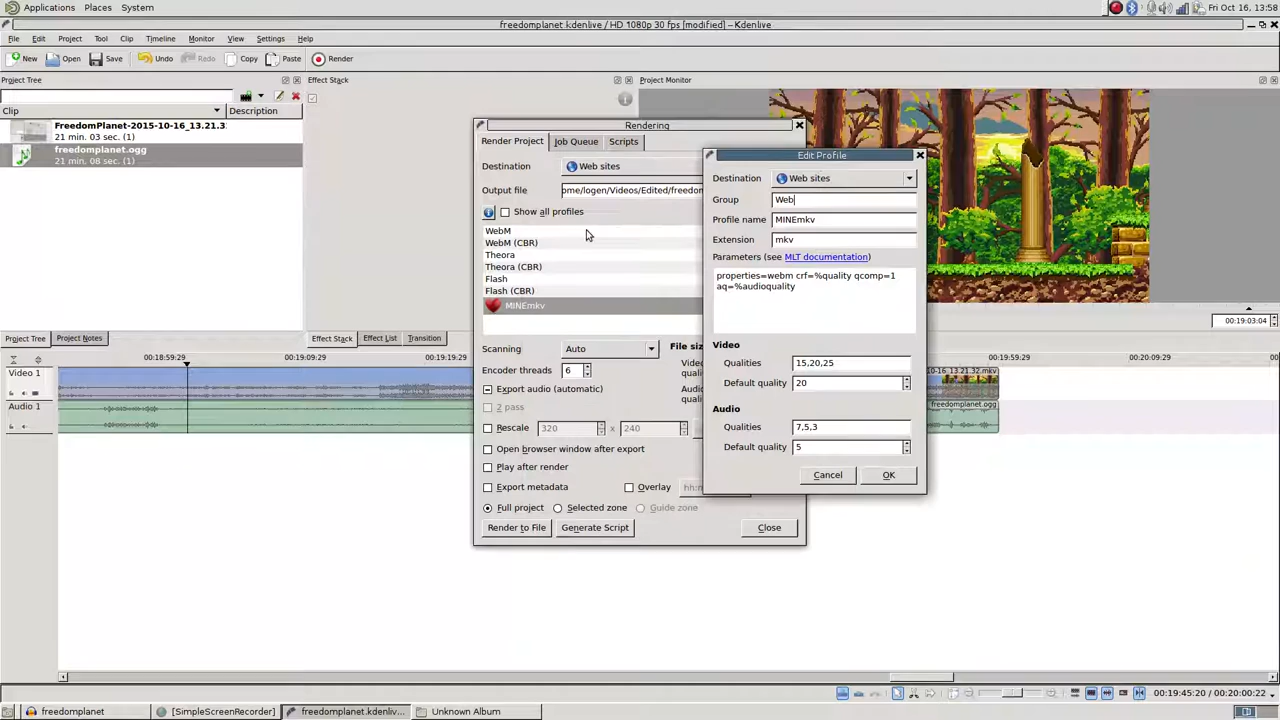 Applications Places System Fri Oct 16, 13:58
freedomplanet.kdenlive / HD 1080p 30 fps [modified] - Kdenlive
File Edit Project Tool Clip Timeline Monitor View Settings Help
New Open Save Undo Redo Copy Paste Render
Project Tree
Clip Description
FreedomPlanet-2015-10-16_13.21.3
21 min. 03 sec. (1)
freedomplanet.ogg
21 min. 08 sec. (1)
Project Tree Project Notes
Effect Stack
Effect Stack Effect List Transition
Project Monitor
00:19:03:04
Rendering
Render Project Job Queue Scripts
Destination Web sites
Output file ome/logen/Videos/Edited/freedom
Show all profiles
WebM
WebM (CBR)
Theora
Theora (CBR)
Flash
Flash (CBR)
MINEmkv
Scanning Auto File siz
Encoder threads 6 Vide
qual
Export audio (automatic) Aud
2 pass qual
Rescale 320 x 240
Open browser window after export
Play after render
Export metadata Overlay hh:m
Full project Selected zone Guide zone
Render to File Generate Script Close
Edit Profile
Destination Web sites
Group Web
Profile name MINEmkv
Extension mkv
Parameters (see MLT documentation)
properties=webm crf=%quality qcomp=1
aq=%audioquality
Video
Qualities 15,20,25
Default quality 20
Audio
Qualities 7,5,3
Default quality 5
Cancel OK
00:18:59:29 00:19:09:29 00:19:19:29 00:19:59:29 00:20:09:29
Video 1
Audio 1
freedomplanet.ogg
00:19:45:20 / 00:20:00:22
freedomplanet [SimpleScreenRecorder] freedomplanet.kdenliv... Unknown Album